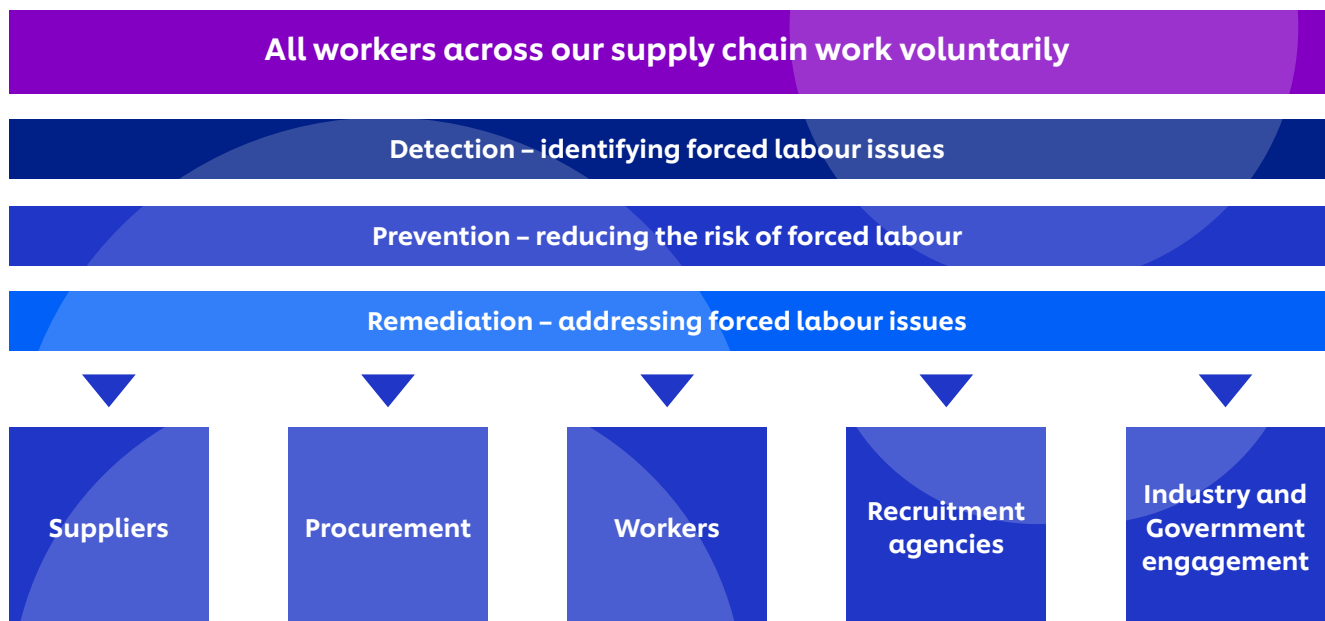 All workers across our supply chain work voluntarily
Detection – identifying forced labour issues
Prevention – reducing the risk of forced labour
Remediation – addressing forced labour issues
Suppliers
Procurement
Workers
Recruitment
agencies
Industry and
Government
engagement